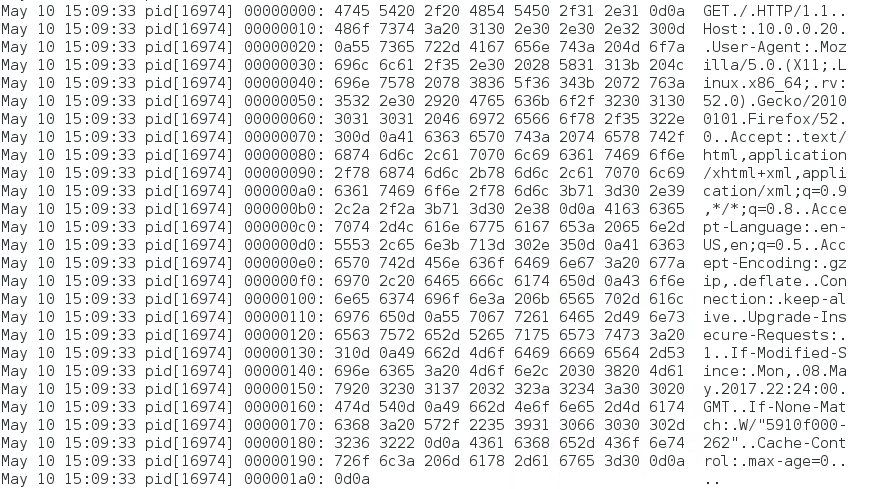 May 10 15:09:33 pid[16974] 00000000: 4745 5420 2f20 4854 5450 2f31 2e31 0d0a  GET./.HTTP/1.1..
May 10 15:09:33 pid[16974] 00000010: 486f 7374 3a20 3130 2e30 2e30 2e32 300d  Host:.10.0.0.20.
May 10 15:09:33 pid[16974] 00000020: 0a55 7365 722d 4167 656e 743a 204d 6f7a  .User-Agent:.Moz
May 10 15:09:33 pid[16974] 00000030: 696c 6c61 2f35 2e30 2028 5831 313b 204c  illa/5.0.(X11;.L
May 10 15:09:33 pid[16974] 00000040: 696e 7578 2078 3836 5f36 343b 2072 763a  inux.x86_64;.rv:
May 10 15:09:33 pid[16974] 00000050: 3532 2e30 2920 4765 636b 6f2f 3230 3130  52.0).Gecko/2010
May 10 15:09:33 pid[16974] 00000060: 3031 3031 2046 6972 6566 6f78 2f35 322e  0101.Firefox/52.
May 10 15:09:33 pid[16974] 00000070: 300d 0a41 6363 6570 743a 2074 6578 742f  0..Accept:.text/
May 10 15:09:33 pid[16974] 00000080: 6874 6d6c 2c61 7070 6c69 6361 7469 6f6e  html,application
May 10 15:09:33 pid[16974] 00000090: 2f78 6874 6d6c 2b78 6d6c 2c61 7070 6c69  /xhtml+xml,appli
May 10 15:09:33 pid[16974] 000000a0: 6361 7469 6f6e 2f78 6d6c 3b71 3d30 2e39  cation/xml;q=0.9
May 10 15:09:33 pid[16974] 000000b0: 2c2a 2f2a 3b71 3d30 2e38 0d0a 4163 6365  ,*/*;q=0.8..Acce
May 10 15:09:33 pid[16974] 000000c0: 7074 2d4c 616e 6775 6167 653a 2065 6e2d  pt-Language:.en-
May 10 15:09:33 pid[16974] 000000d0: 5553 2c65 6e3b 713d 302e 350d 0a41 6363  US,en;q=0.5..Acc
May 10 15:09:33 pid[16974] 000000e0: 6570 742d 456e 636f 6469 6e67 3a20 677a  ept-Encoding:.gz
May 10 15:09:33 pid[16974] 000000f0: 6970 2c20 6465 666c 6174 650d 0a43 6f6e  ip,.deflate..Con
May 10 15:09:33 pid[16974] 00000100: 6e65 6374 696f 6e3a 206b 6565 702d 616c  nection:.keep-al
May 10 15:09:33 pid[16974] 00000110: 6976 650d 0a55 7067 7261 6465 2d49 6e73  ive..Upgrade-Ins
May 10 15:09:33 pid[16974] 00000120: 6563 7572 652d 5265 7175 6573 7473 3a20  ecure-Requests:.
May 10 15:09:33 pid[16974] 00000130: 310d 0a49 662d 4d6f 6469 6669 6564 2d53  1..If-Modified-S
May 10 15:09:33 pid[16974] 00000140: 696e 6365 3a20 4d6f 6e2c 2030 3820 4d61  ince:.Mon,.08.Ma
May 10 15:09:33 pid[16974] 00000150: 7920 3230 3137 2032 323a 3234 3a30 3020  y.2017.22:24:00.
May 10 15:09:33 pid[16974] 00000160: 474d 540d 0a49 662d 4e6f 6e65 2d4d 6174  GMT..If-None-Mat
May 10 15:09:33 pid[16974] 00000170: 6368 3a20 572f 2235 3931 3066 3030 302d  ch:.W/"5910f000-
May 10 15:09:33 pid[16974] 00000180: 3236 3222 0d0a 4361 6368 652d 436f 6e74  262"..Cache-Cont
May 10 15:09:33 pid[16974] 00000190: 726f 6c3a 206d 6178 2d61 6765 3d30 0d0a  rol:.max-age=0..
May 10 15:09:33 pid[16974] 000001a0: 0d0a  ..